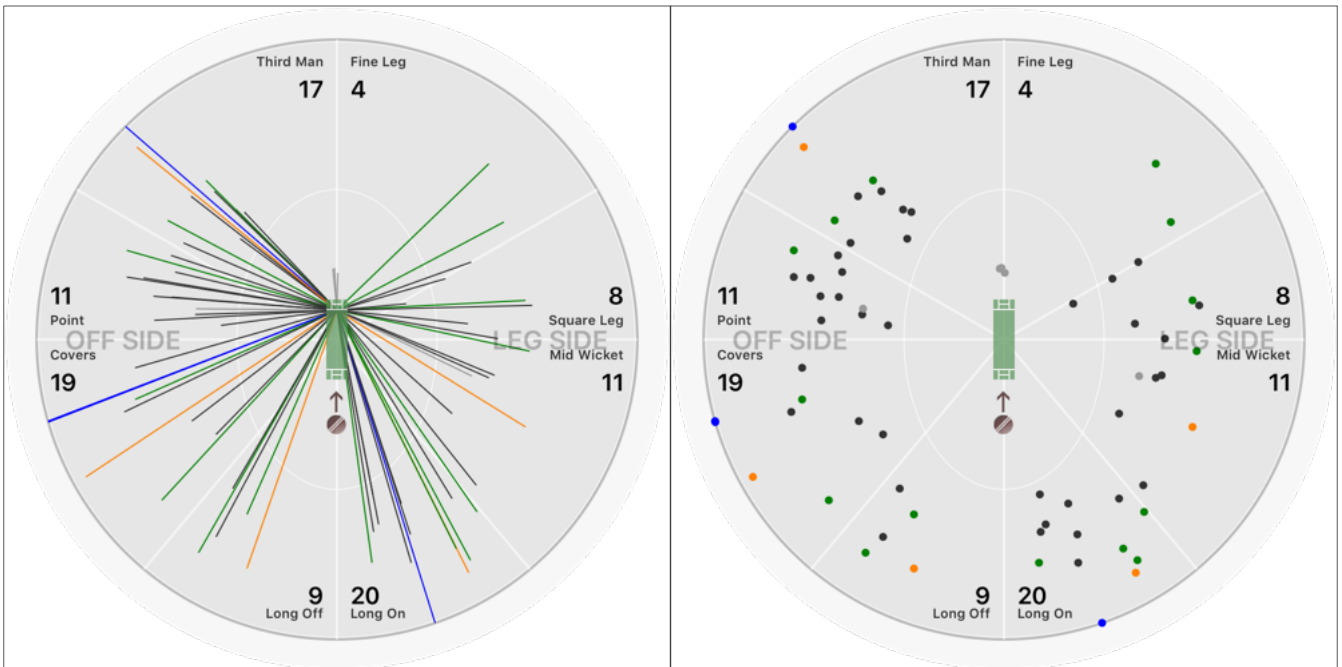 Third Man
17
Fine Leg
4
11
Point
OFF SIDE
Covers
19
8
Square Leg
LEG SIDE
Mid Wicket
11
9
Long Off
20
Long On
Third Man
17
Fine Leg
4
11
Point
OFF SIDE
Covers
19
8
Square Leg
LEG SIDE
Mid Wicket
11
9
Long Off
20
Long On